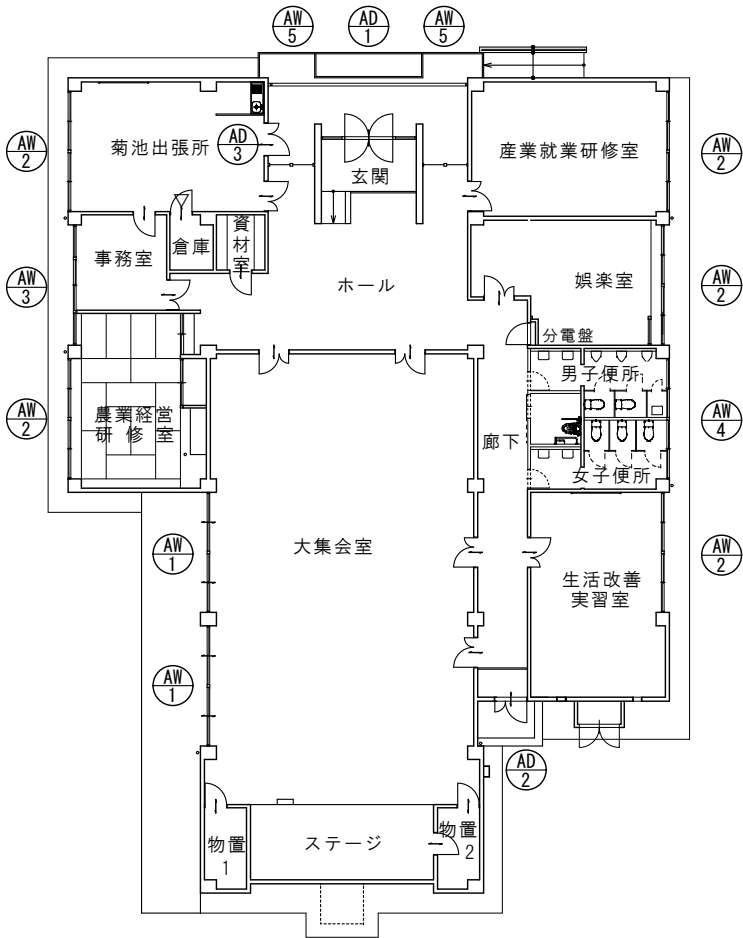 AW
5
AD
1
AW
5
菊池出張所
AD
3
玄関
産業就業研修室
AW
2
AW
2
事務室
倉庫
資材室
ホール
娯楽室
AW
3
AW
2
分電盤
男子便所
農業経営
研修室
AW
2
廊下
女子便所
AW
4
大集会室
AW
1
生活改善
実習室
AW
2
AW
1
AD
2
物置
1
ステージ
物置
2